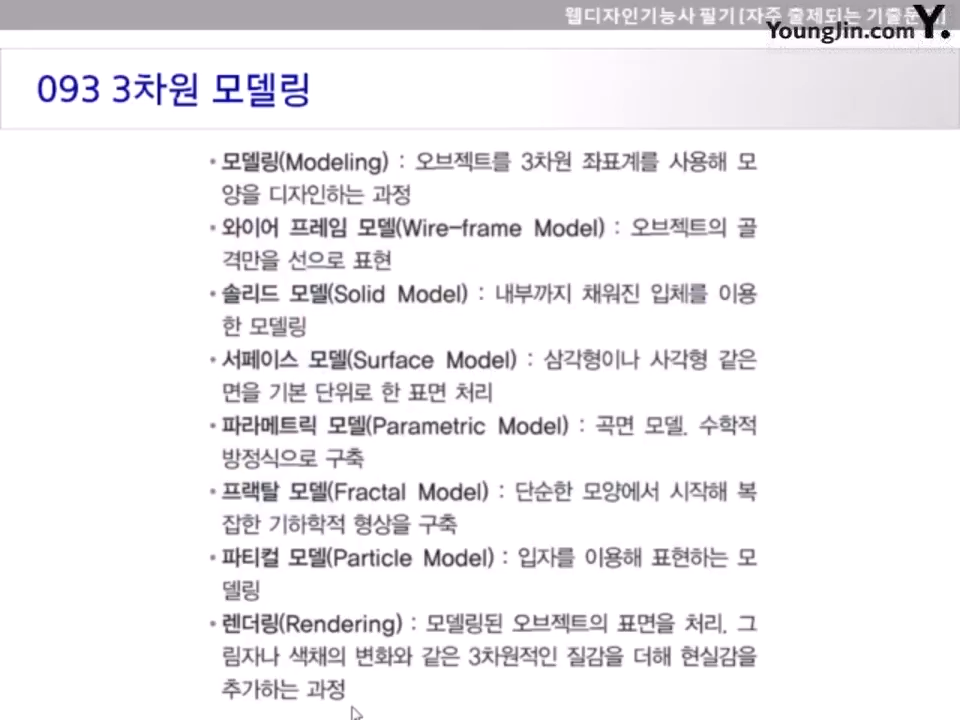 웹디자인기능사 필기 [자주 출제되는 기출문제]
YoungJin.com Y.
093 3차원 모델링
• 모델링(Modeling) : 오브젝트를 3차원 좌표계를 사용해 모
양을 디자인하는 과정
• 와이어 프레임 모델(Wire-frame Model) : 오브젝트의 골
격만을 선으로 표현
• 솔리드 모델(Solid Model) : 내부까지 채워진 입체를 이용
한 모델링
• 서페이스 모델(Surface Model) : 삼각형이나 사각형 같은
면을 기본 단위로 한 표면 처리
• 파라메트릭 모델(Parametric Model) : 곡면 모델. 수학적
방정식으로 구축
• 프랙탈 모델(Fractal Model) : 단순한 모양에서 시작해 복
잡한 기하학적 형상을 구축
• 파티컬 모델(Particle Model) : 입자를 이용해 표현하는 모
델링
• 렌더링(Rendering) : 모델링된 오브젝트의 표면을 처리. 그
림자나 색채의 변화와 같은 3차원적인 질감을 더해 현실감을
추가하는 과정